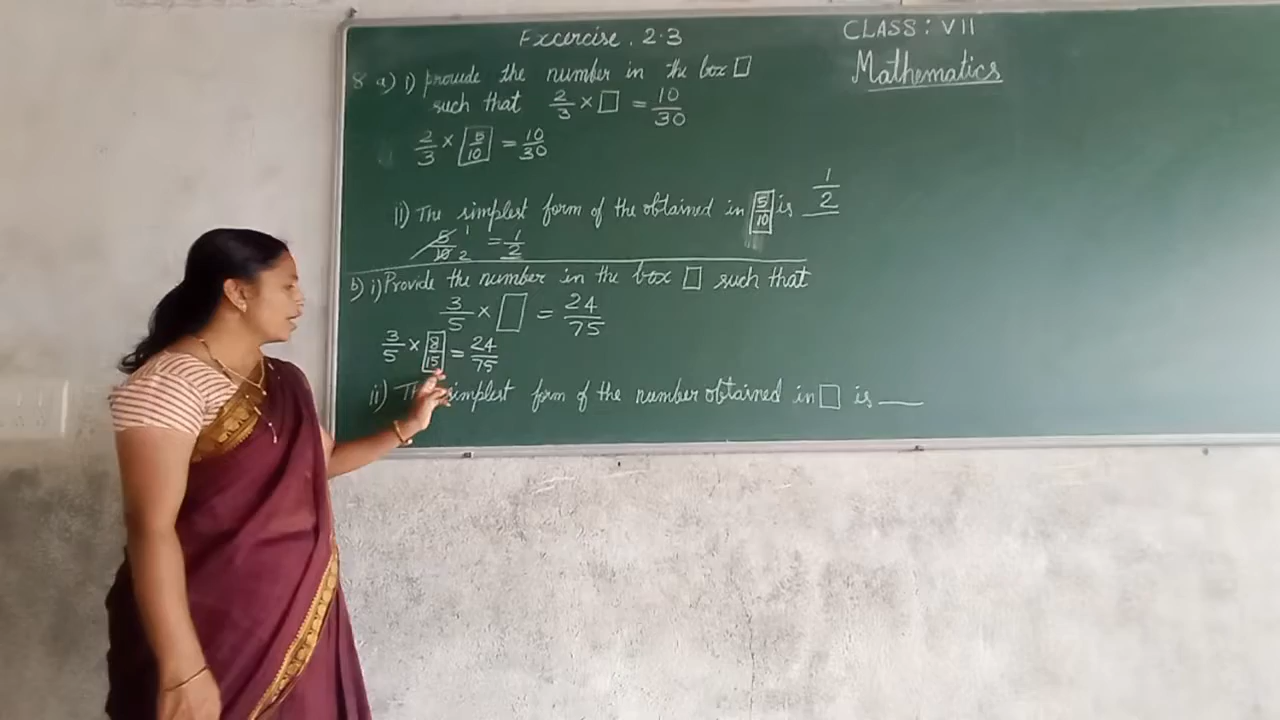 Excercise. 2.3
CLASS: VII
Mathematics
8 a) i) provide the number in the box □
such that 2/3 × □ = 10/30
2/3 × 5/10 = 10/30
ii) The simplest form of the obtained in 5/10 is 1/2
5/10 1 2 = 1/2
b) i) Provide the number in the box □ such that
3/5 × □ = 24/75
3/5 × 8/15 = 24/75
ii) The simplest form of the number obtained in □ is ___